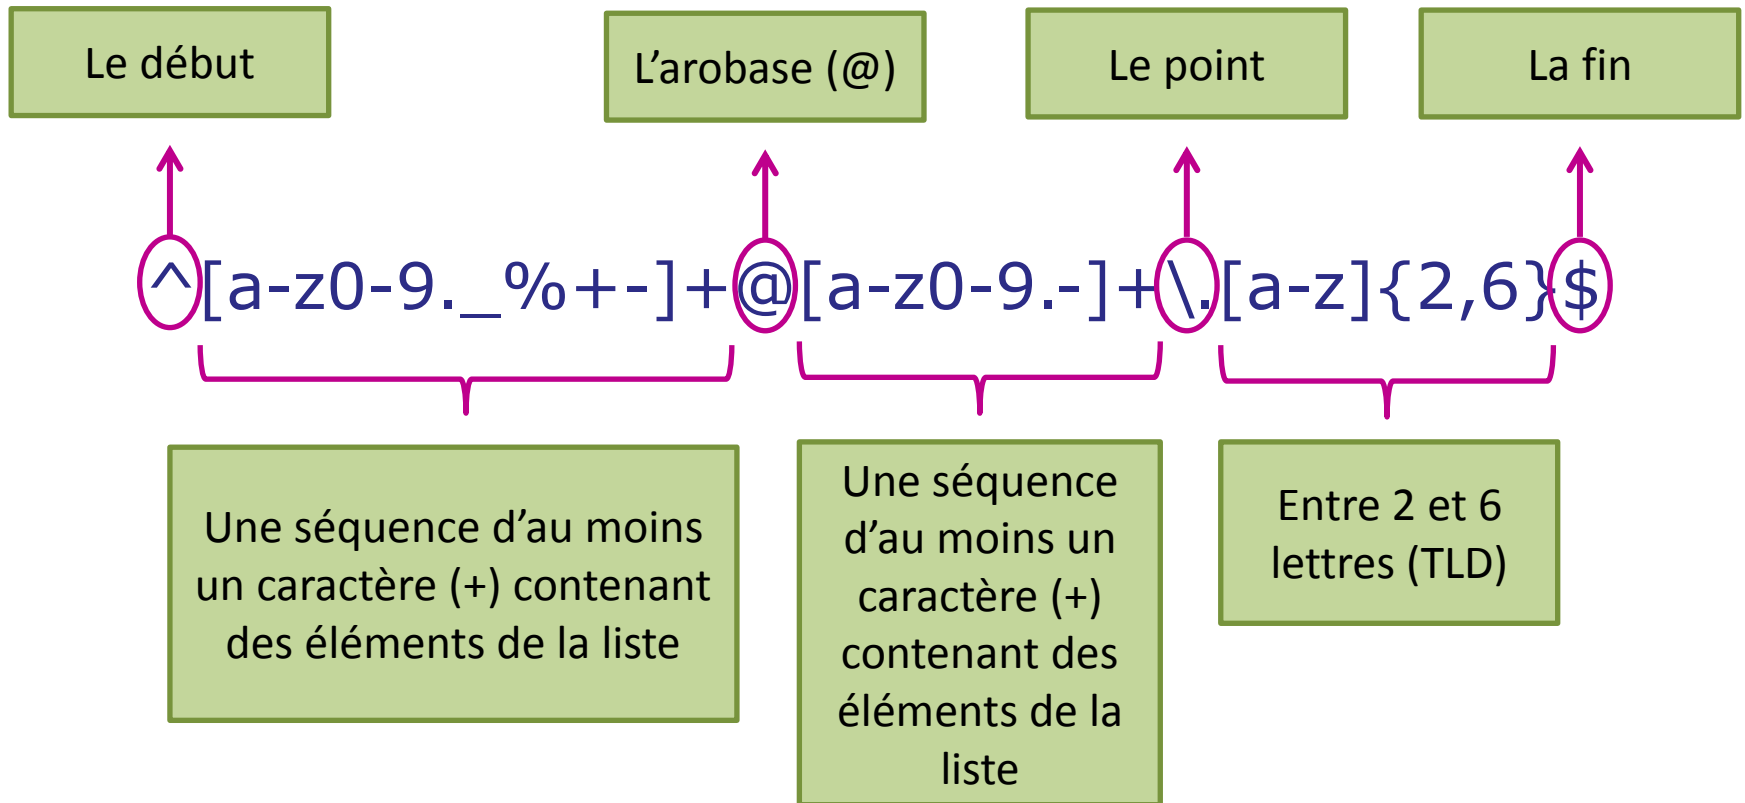 Le début
L’arobase (@)
Le point
La fin
^[a-z0-9._%+-]+@[a-z0-9.-]+\.[a-z]{2,6}$
Une séquence d’au moins
un caractère (+) contenant
des éléments de la liste
Une séquence
d’au moins un
caractère (+)
contenant des
éléments de la
liste
Entre 2 et 6
lettres (TLD)